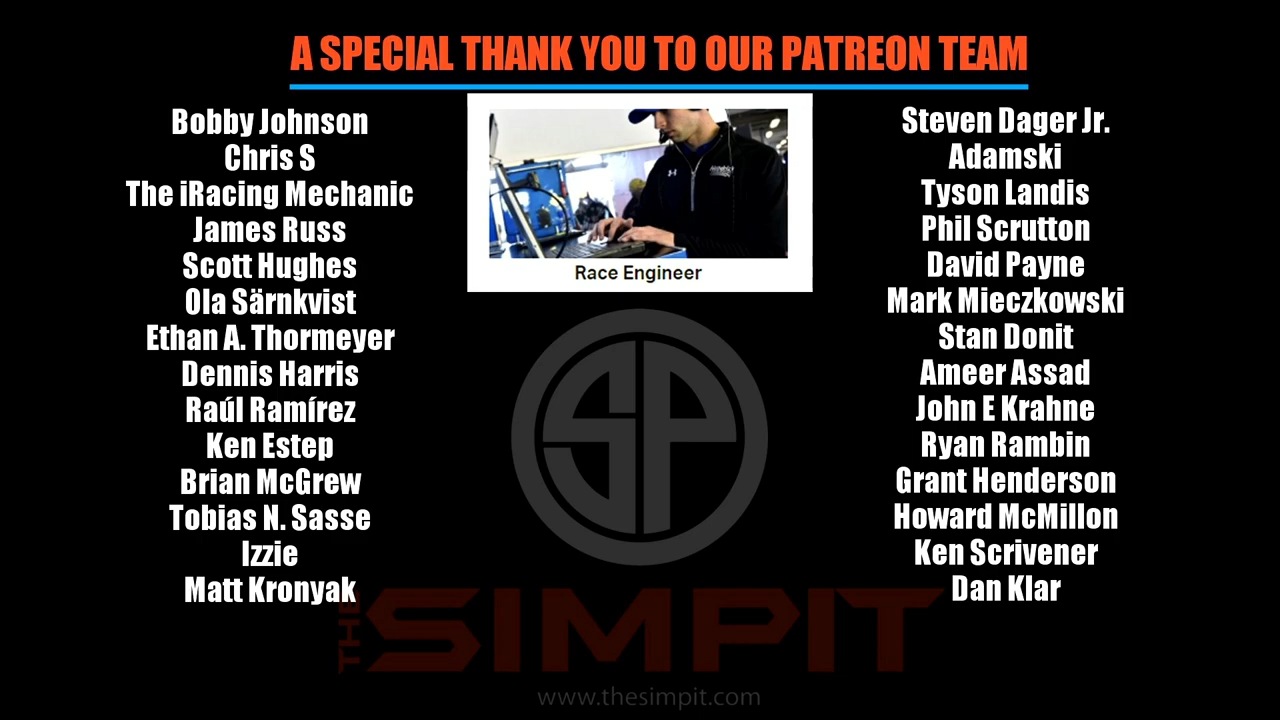 A SPECIAL THANK YOU TO OUR PATREON TEAM
Bobby Johnson
Chris S
The iRacing Mechanic
James Russ
Scott Hughes
Ola Särnkvist
Ethan A. Thormeyer
Dennis Harris
Raúl Ramírez
Ken Estep
Brian McGrew
Tobias N. Sasse
Izzie
Matt Kronyak
Race Engineer
SP
Steven Dager Jr.
Adamski
Tyson Landis
Phil Scrutton
David Payne
Mark Mieczkowski
Stan Donit
Ameer Assad
John E Krahne
Ryan Rambin
Grant Henderson
Howard McMillon
Ken Scrivener
Dan Klar
THE SIMPIT
www.thesimpit.com